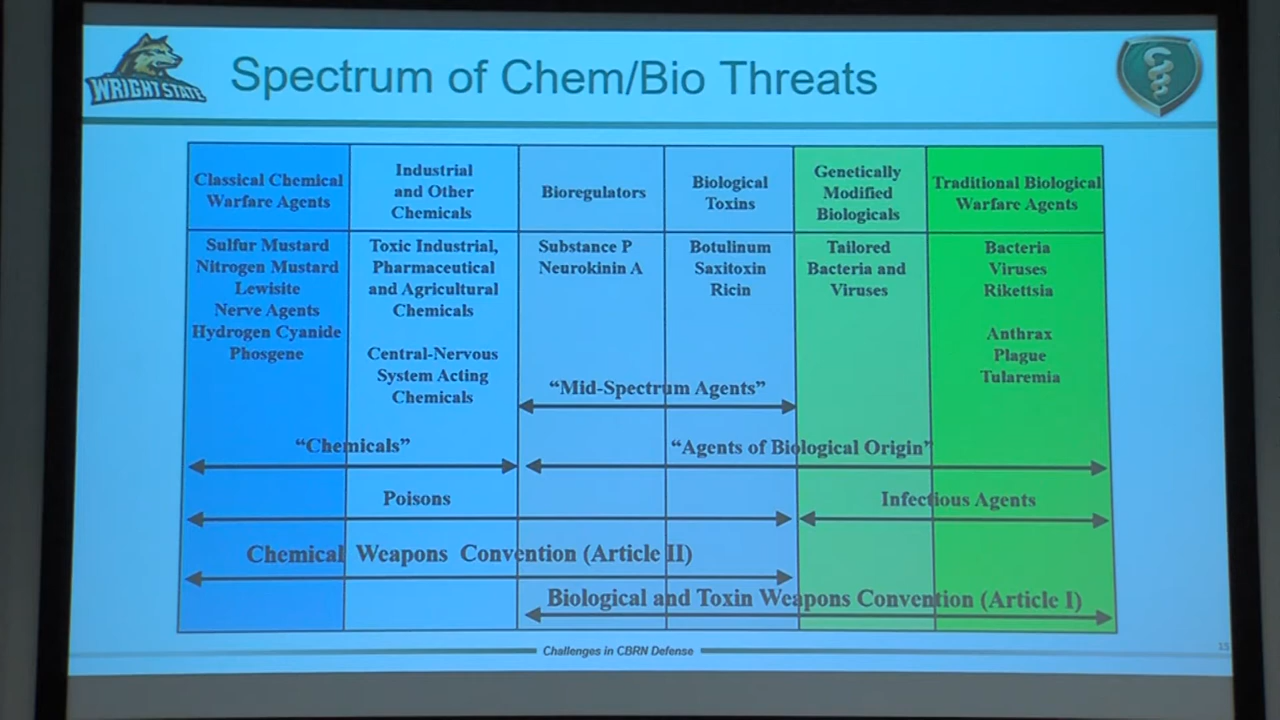 WRIGHT STATE
Spectrum of Chem/Bio Threats
Classical Chemical
Warfare Agents
Industrial
and Other
Chemicals
Bioregulators
Biological
Toxins
Genetically
Modified
Biologicals
Traditional Biological
Warfare Agents
Sulfur Mustard
Nitrogen Mustard
Lewisite
Nerve Agents
Hydrogen Cyanide
Phosgene
Toxic Industrial,
Pharmaceutical
and Agricultural
Chemicals
Central-Nervous
System Acting
Chemicals
Substance P
Neurokinin A
Botulinum
Saxitoxin
Ricin
Tailored
Bacteria and
Viruses
Bacteria
Viruses
Rikettsia
Anthrax
Plague
Tularemia
“Mid-Spectrum Agents”
“Chemicals”
“Agents of Biological Origin”
Poisons
Infectious Agents
Chemical Weapons Convention (Article II)
Biological and Toxin Weapons Convention (Article I)
Challenges in CBRN Defense
15